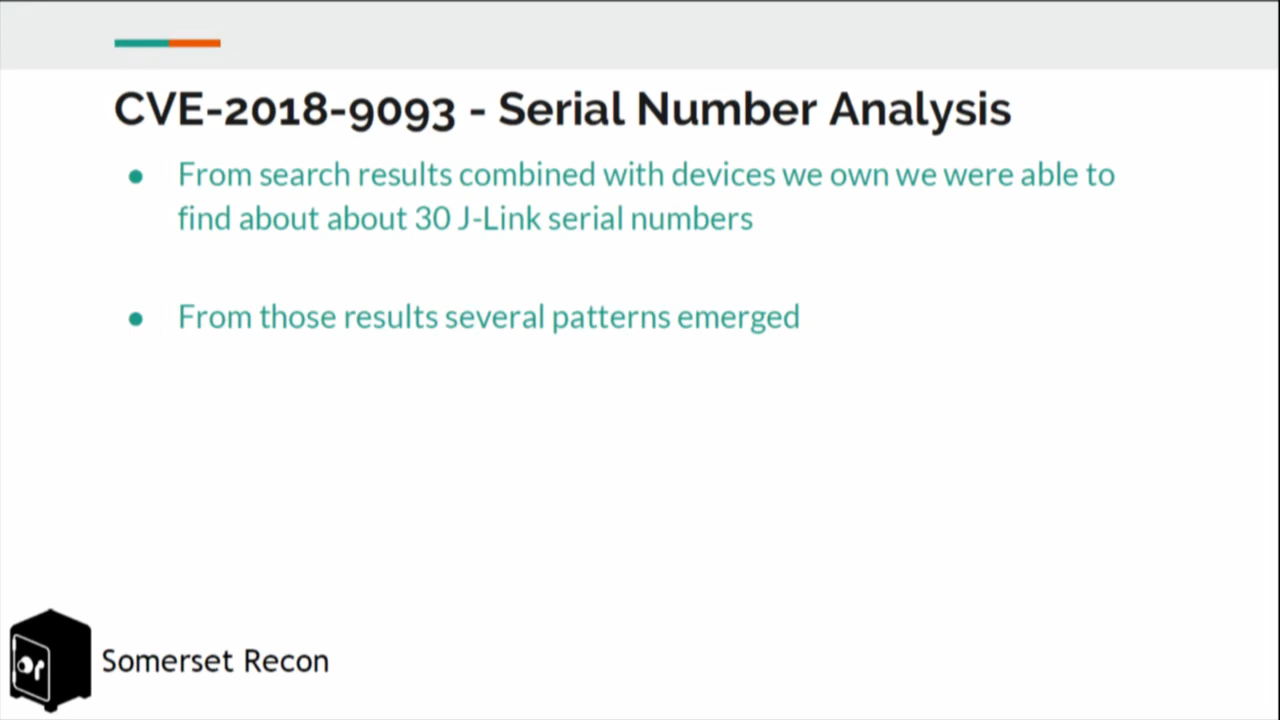 CVE-2018-9093 - Serial Number Analysis
● From search results combined with devices we own we were able to
find about about 30 J-Link serial numbers
● From those results several patterns emerged
Somerset Recon